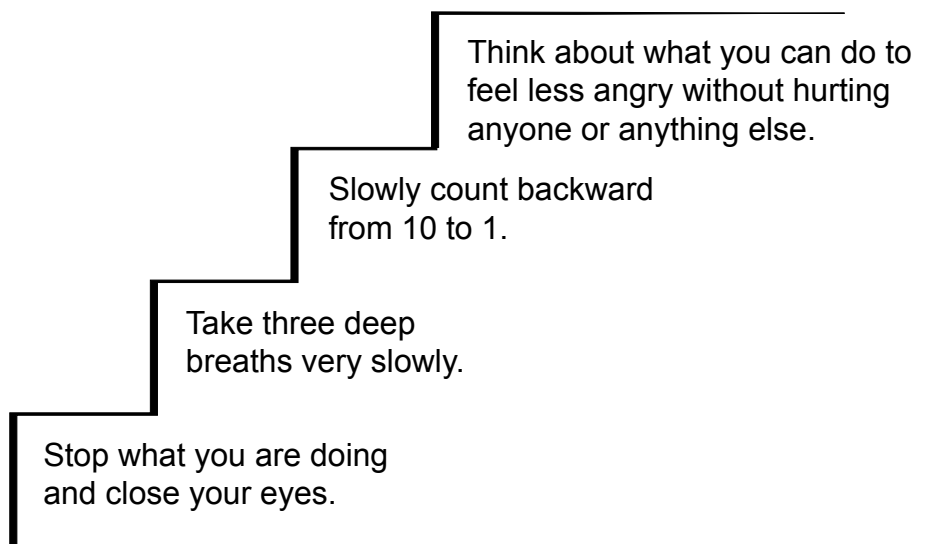 Think about what you can do to
feel less angry without hurting
anyone or anything else.
Slowly count backward
from 10 to 1.
Take three deep
breaths very slowly.
Stop what you are doing
and close your eyes.